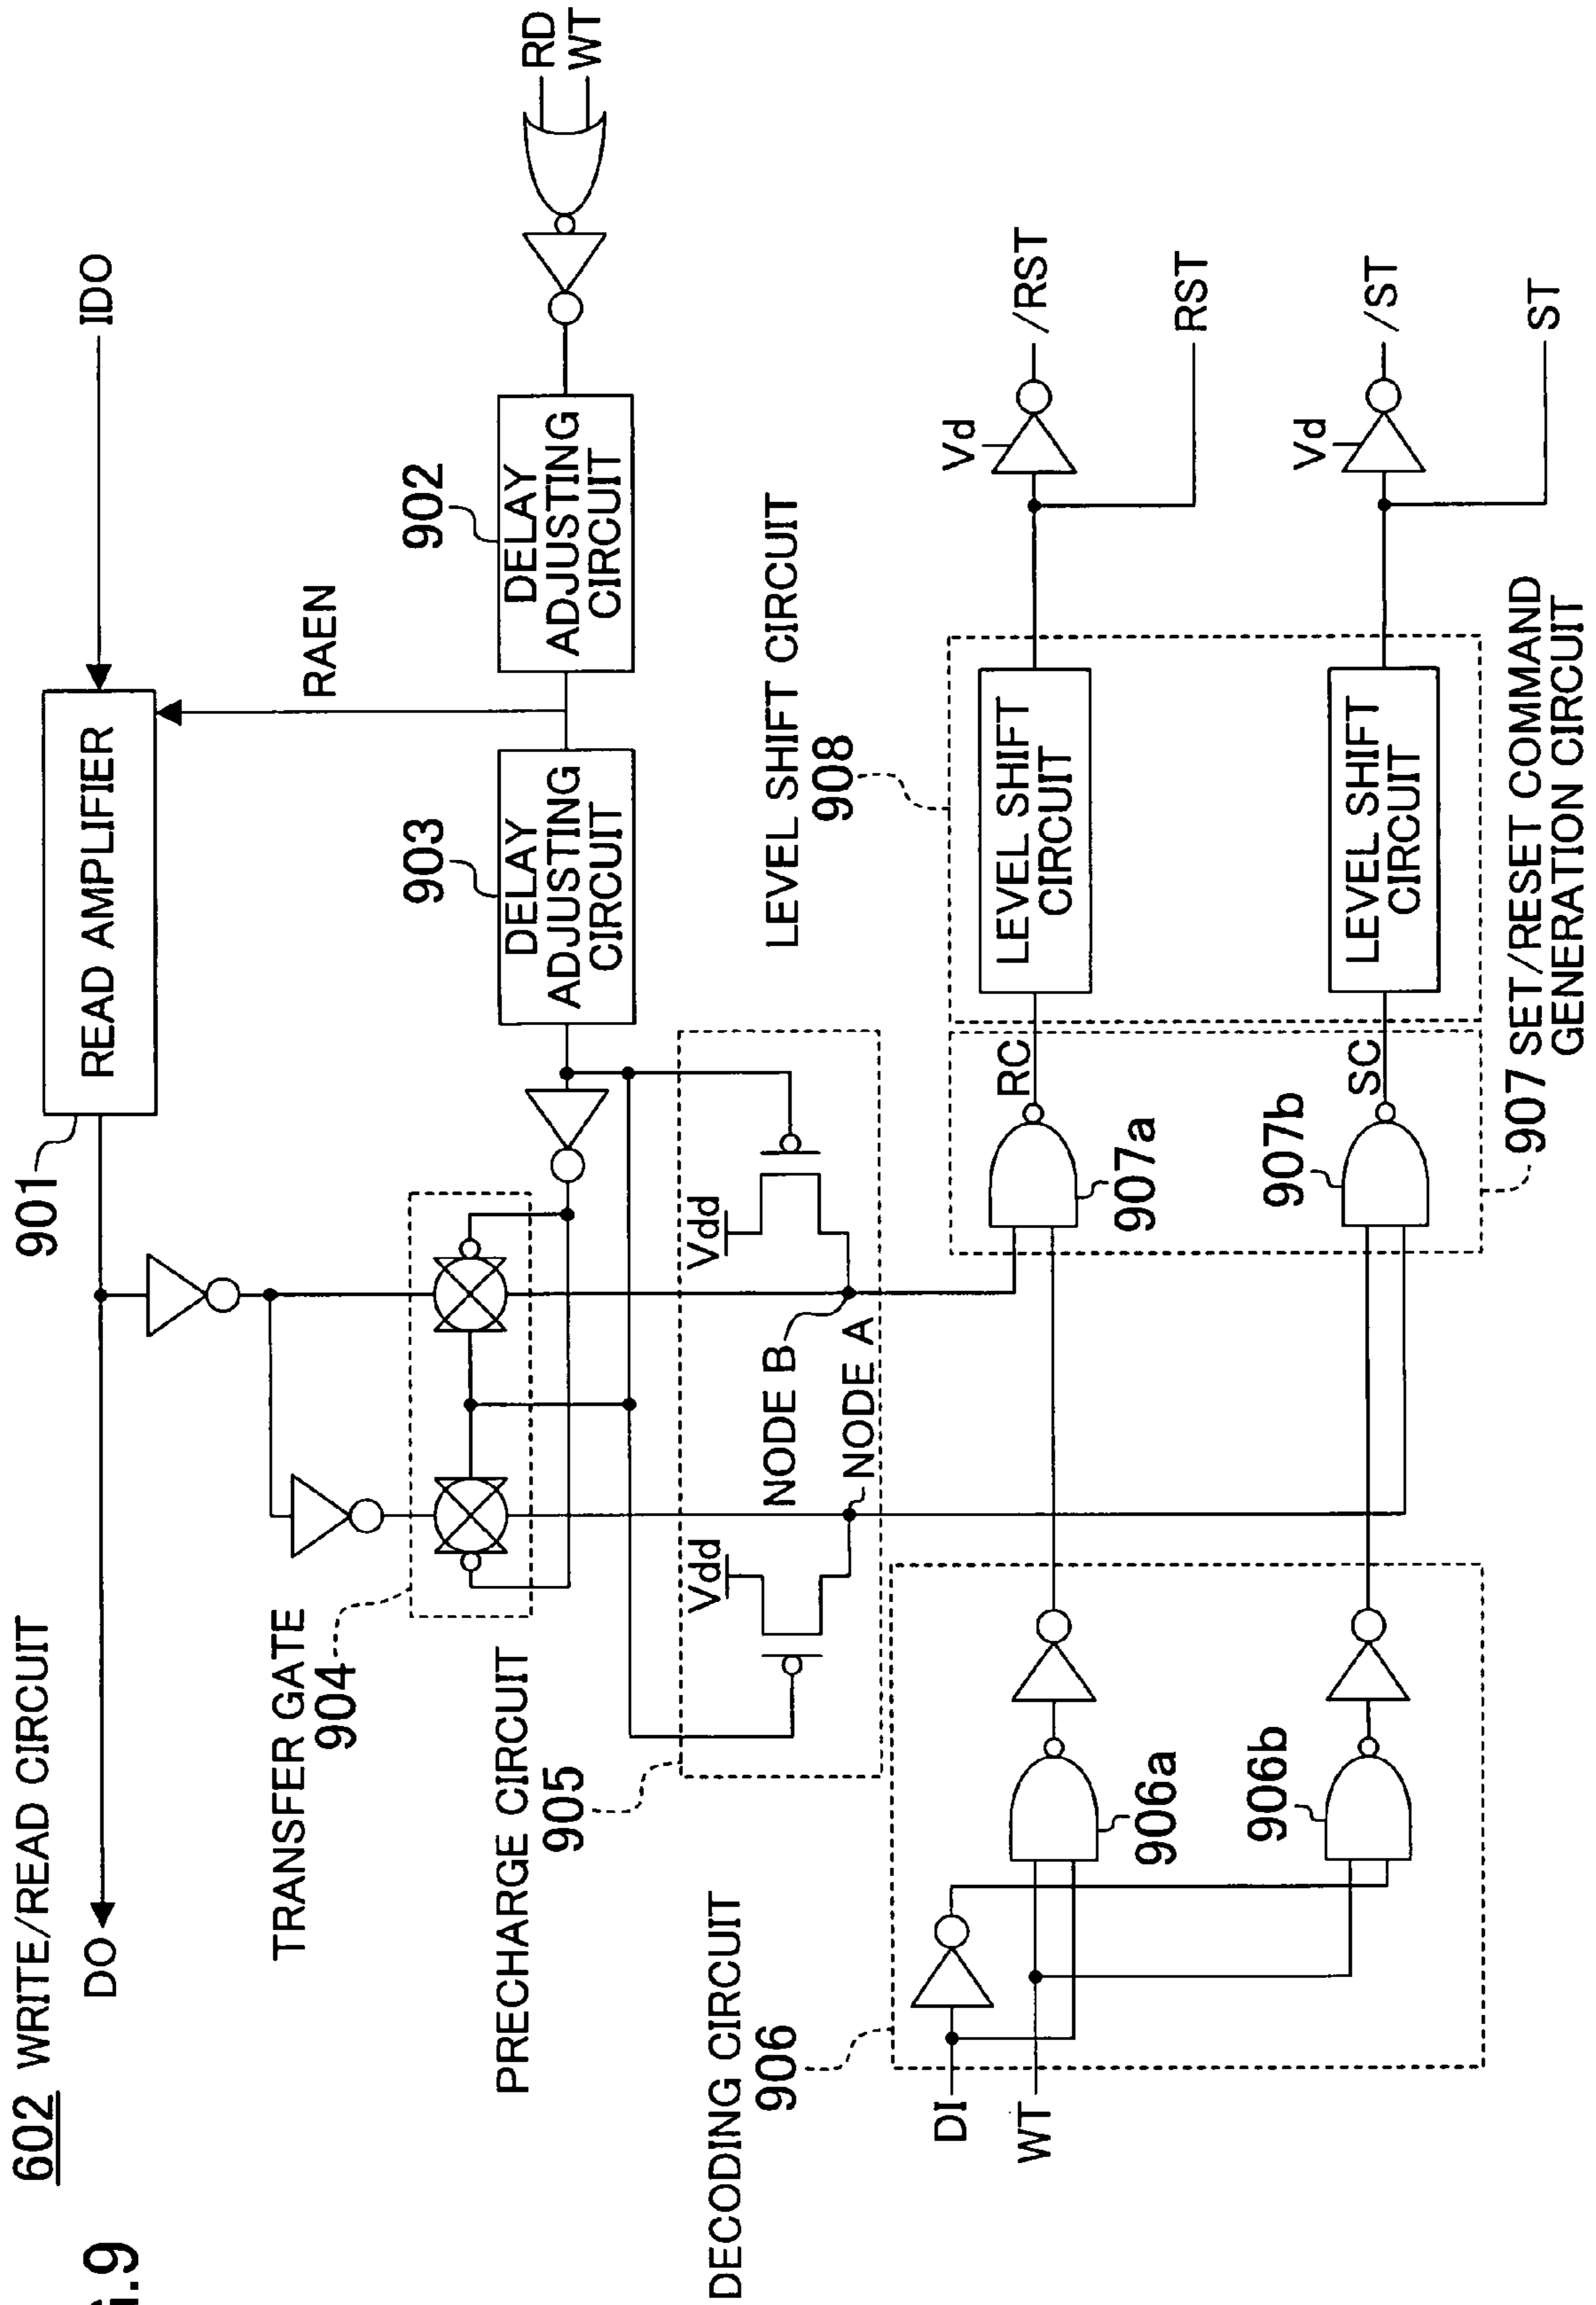 602 WRITE/READ CIRCUIT
DO
901
READ AMPLIFIER
IDO
RAEN
TRANSFER GATE
904
903
DELAY
ADJUSTING
CIRCUIT
902
DELAY
ADJUSTING
CIRCUIT
RD
WT
PRECHARGE CIRCUIT
905
Vdd
Vdd
NODE B
NODE A
DECODING CIRCUIT
906
DI
WT
906a
906b
907a
907b
RC
SC
907 SET/RESET COMMAND
GENERATION CIRCUIT
LEVEL SHIFT CIRCUIT
908
LEVEL SHIFT
CIRCUIT
LEVEL SHIFT
CIRCUIT
Vd
/RST
RST
Vd
/ST
ST